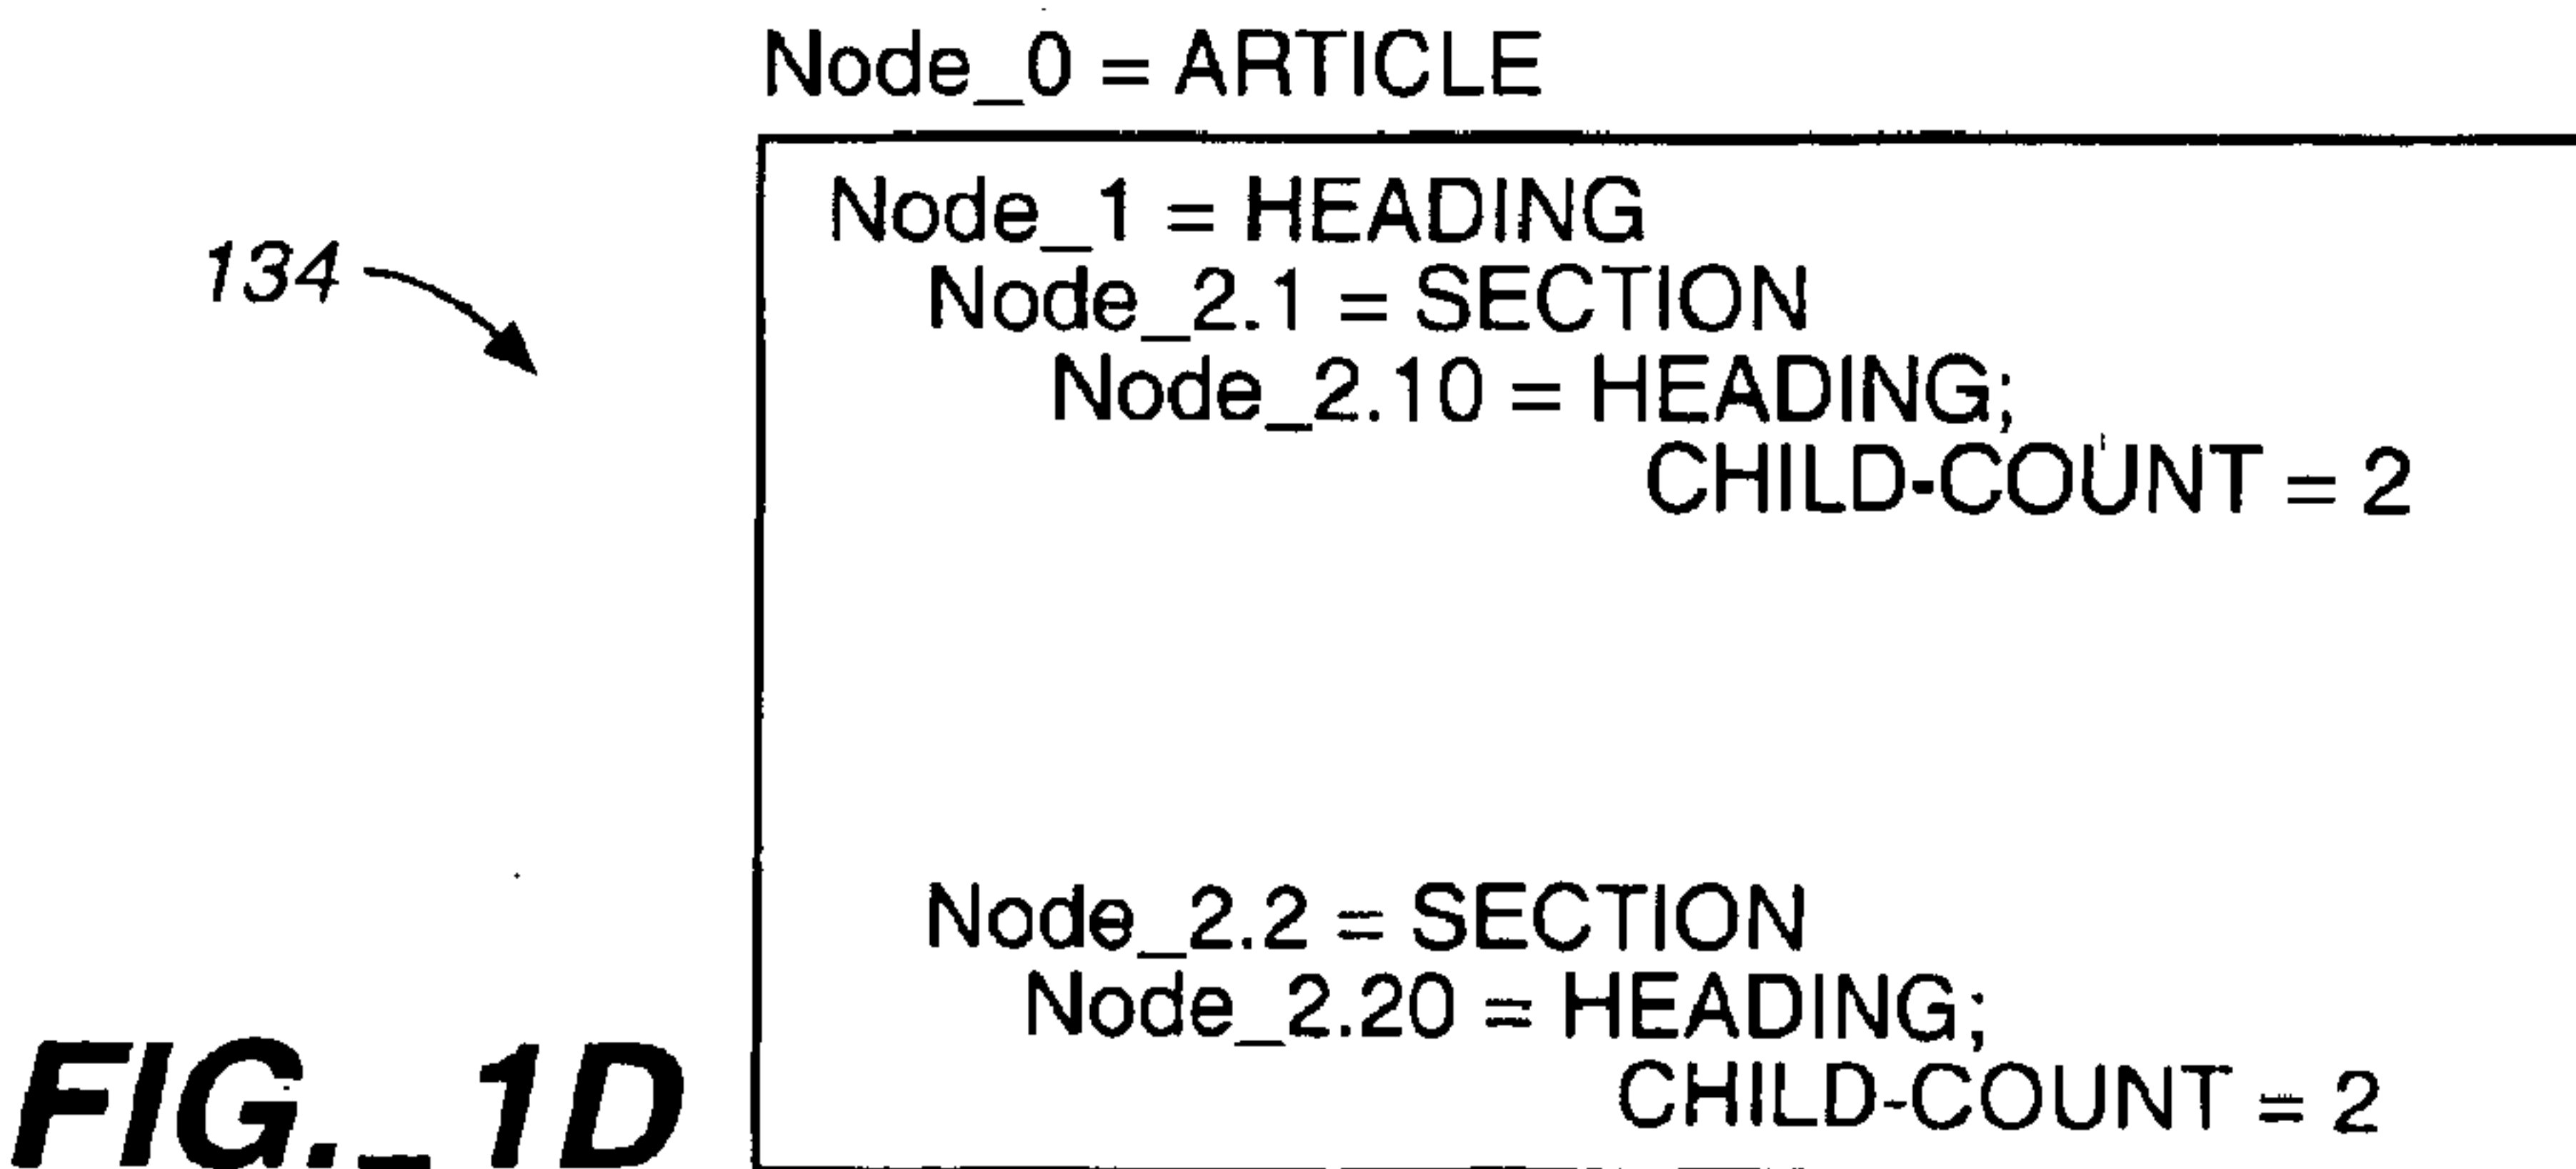 Node_0 = ARTICLE
Node_1 = HEADING
134
Node_2.1 = SECTION
Node_2.10 = HEADING;
CHILD-COUNT = 2
Node_2.2 = SECTION
Node_2.20 = HEADING;
CHILD-COUNT = 2
FIG._1D